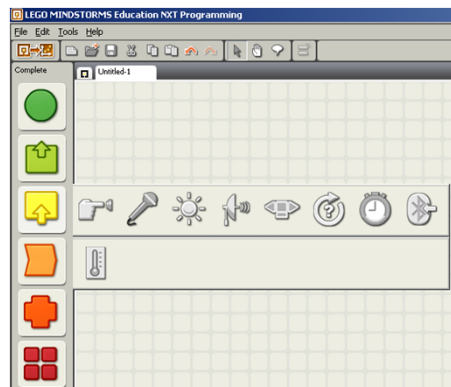 LEGO MINDSTORMS Education NXT Programming
File Edit Tools Help
Complete
Untitled-1